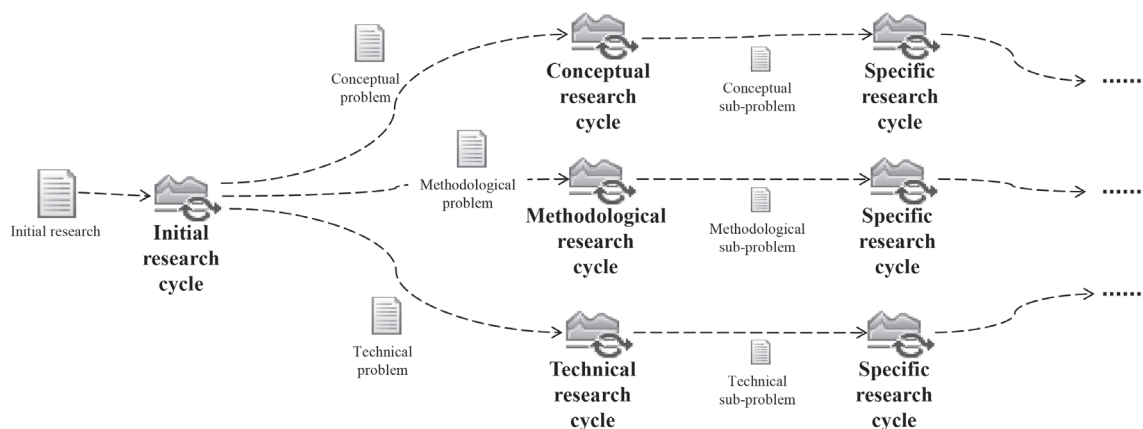 Conceptual
problem
Conceptual
research
cycle
Conceptual
sub-problem
Specific
research
cycle
......
Initial research
Initial
research
cycle
Methodological
problem
Methodological
research
cycle
Methodological
sub-problem
Specific
research
cycle
......
Technical
problem
Technical
research
cycle
Technical
sub-problem
Specific
research
cycle
......